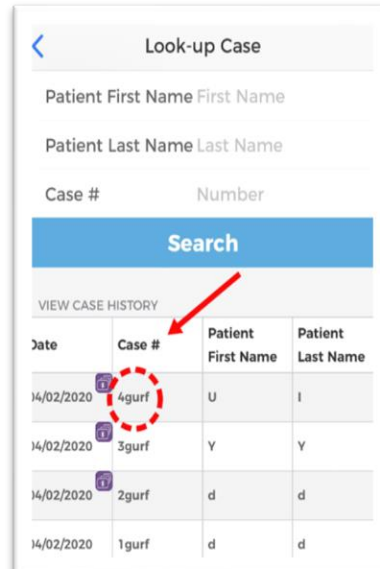 Look-up Case
Patient First Name First Name
Patient Last Name Last Name
Case # Number
Search
VIEW CASE HISTORY
Date Case # Patient First Name Patient Last Name
04/02/2020 4gurf U I
04/02/2020 3gurf Y Y
04/02/2020 2gurf d d
04/02/2020 1gurf d d